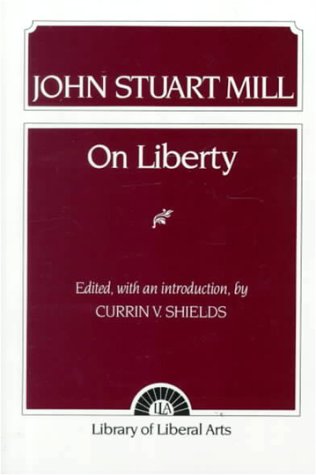 JOHN STUART MILL
On Liberty
Edited, with an introduction, by
CURRIN V. SHIELDS
LLA
Library of Liberal Arts